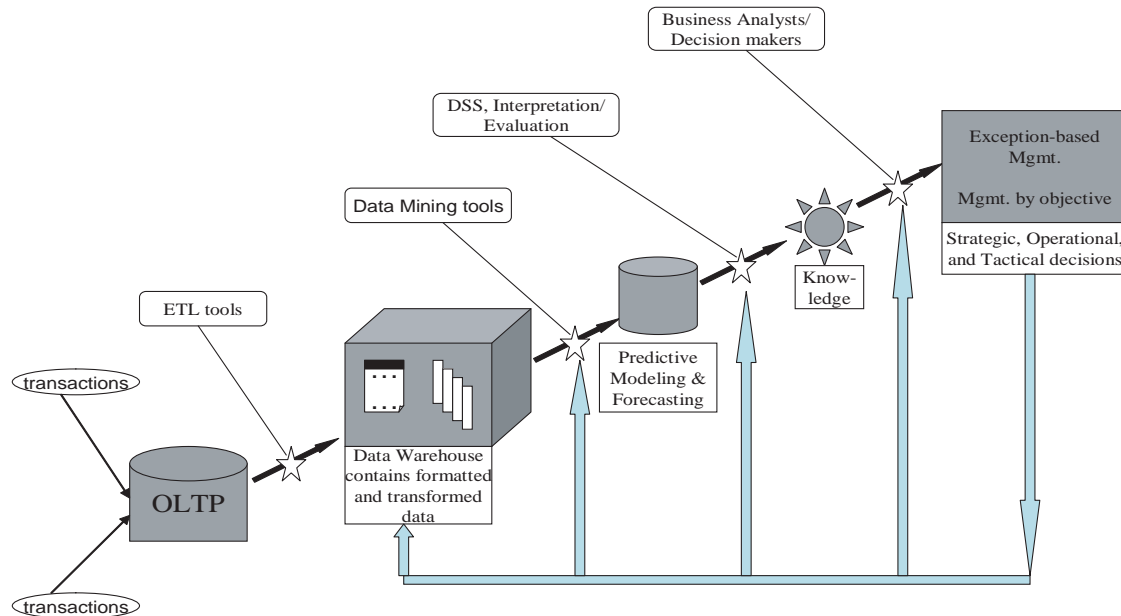 Business Analysts/
Decision makers
DSS, Interpretation/
Evaluation
Exception-based
Mgmt.
Mgmt. by objective
Data Mining tools
Strategic, Operational,
and Tactical decisions
Know-
ledge
ETL tools
Predictive
Modeling &
Forecasting
transactions
Data Warehouse
contains formatted
and transformed
data
OLTP
transactions